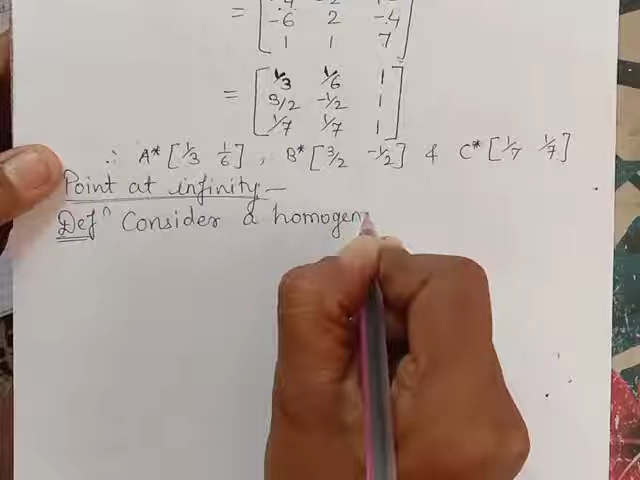 = [-6 2 -4
1 1 7]
= [1/3 1/6 1
3/2 -1/2 1
1/7 1/7 1]
∴ A* [1/3 1/6] , B* [3/2 -1/2] & C* [1/7 1/7]
Point at infinity -
Defⁿ Consider a homogen